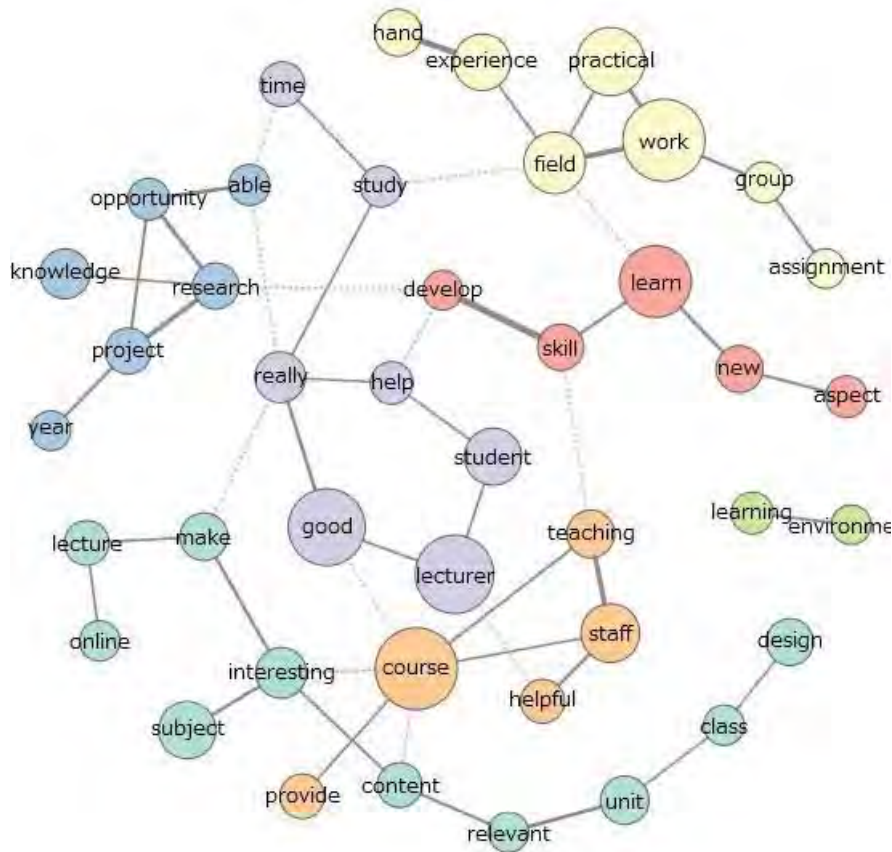 hand
experience
practical
time
work
field
able
study
group
opportunity
assignment
knowledge
research
develop
learn
project
skill
really
help
new
aspect
year
student
learning
environme
good
teaching
lecture
make
lecturer
online
staff
design
interesting
course
helpful
subject
class
provide
content
unit
relevant